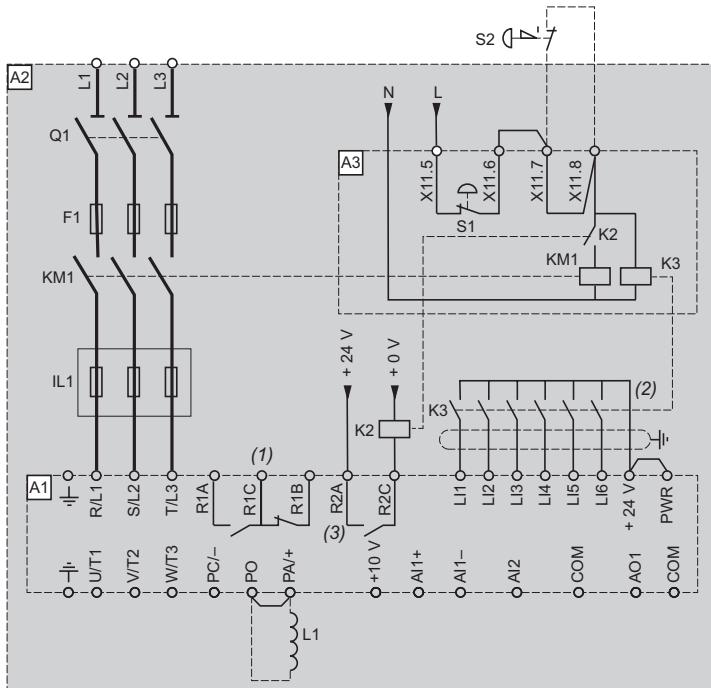 S2
A2
L1 L2 L3
N L
Q1
A3
X11.5 X11.6 X11.7 X11.8
S1
K2
F1
KM1 K3
KM1
+ 24 V + 0 V
IL1
(2)
K3
K2
(1)
A1
R/L1 S/L2 T/L3 R1A R1C R1B R2A R2C LI1 LI2 LI3 LI4 LI5 LI6 + 24 V PWR
(3)
U/T1 V/T2 W/T3 PC/– PO PA/+ +10 V AI1+ AI1– AI2 COM AO1 COM
L1